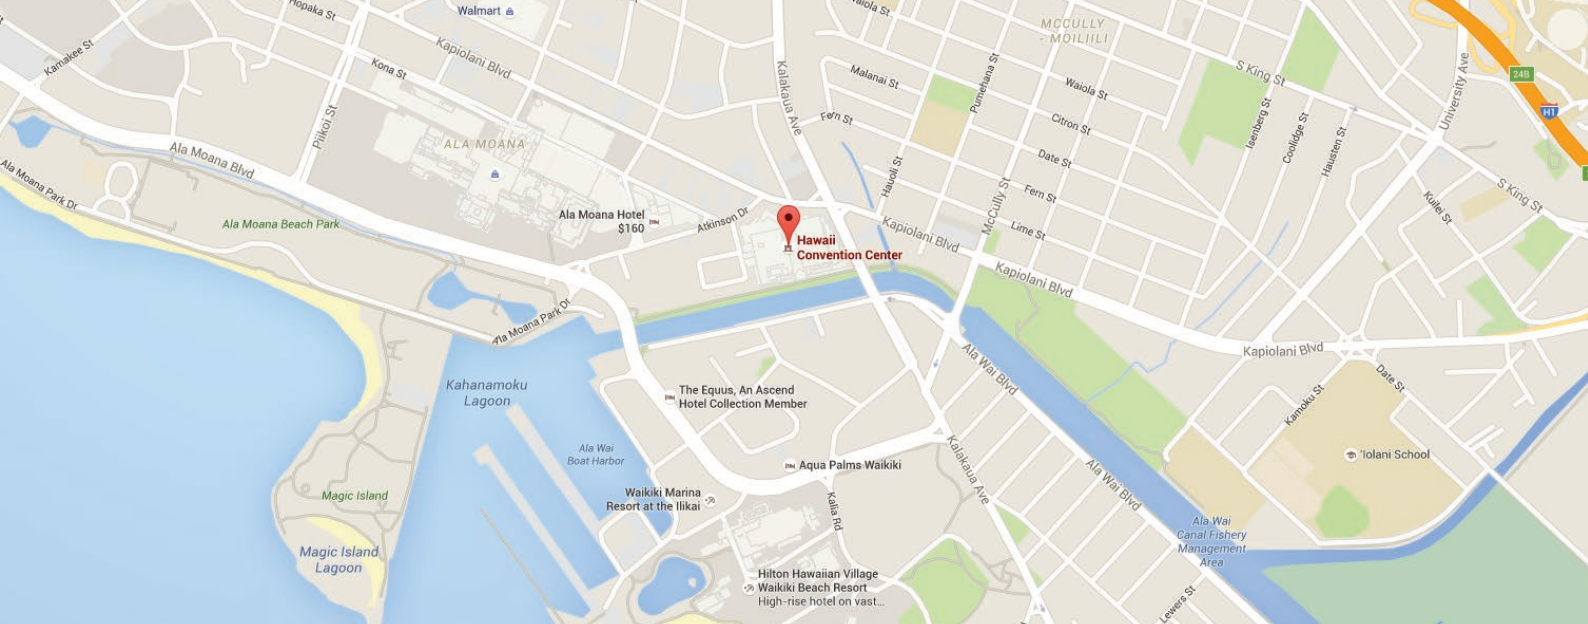 Hopaka St
Walmart
Waiola St
MCCULLY
- MOILIILI
Kamakee St
Kapiolani Blvd
Kona St
Kalakaua Ave
Malanai St
Pumehana St
Waiola St
S King St
University Ave
24B
H1
Piikoi St
Fern St
Citron St
Isenberg St
Coolidge St
Hausten St
ALA MOANA
Ala Moana Blvd
Date St
Hauoli St
Fern St
McCully St
S King St
Kuilei St
Ala Moana Park Dr
Ala Moana Beach Park
Ala Moana Hotel
$160
Atkinson Dr
Hawaii
Convention Center
Kapiolani Blvd
Lime St
Kapiolani Blvd
Ala Moana Park Dr
Ala Wai Blvd
Kapiolani Blvd
Date St
Kahanamoku
Lagoon
The Equus, An Ascend
Hotel Collection Member
Kamoku St
Ala Wai
Boat Harbor
Aqua Palms Waikiki
Kalakaua Ave
Ala Wai Blvd
'Iolani School
Magic Island
Waikiki Marina
Resort at the Ilikai
Kalia Rd
Ala Wai
Canal Fishery
Management
Area
Magic Island
Lagoon
Hilton Hawaiian Village
Waikiki Beach Resort
High-rise hotel on vast...
Lewers St